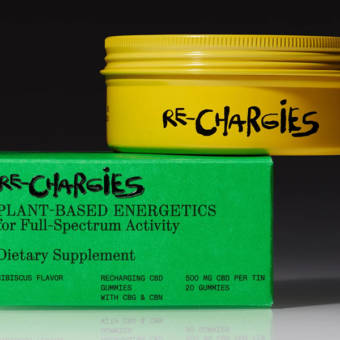 RE-CHARGiES
RE-CHARGiES
PLANT-BASED ENERGETICS
for Full-Spectrum Activity
Dietary Supplement
HIBISCUS FLAVOR
RECHARGING CBD
GUMMIES
WITH CBG & CBN
500 MG CBD PER TIN
20 GUMMIES